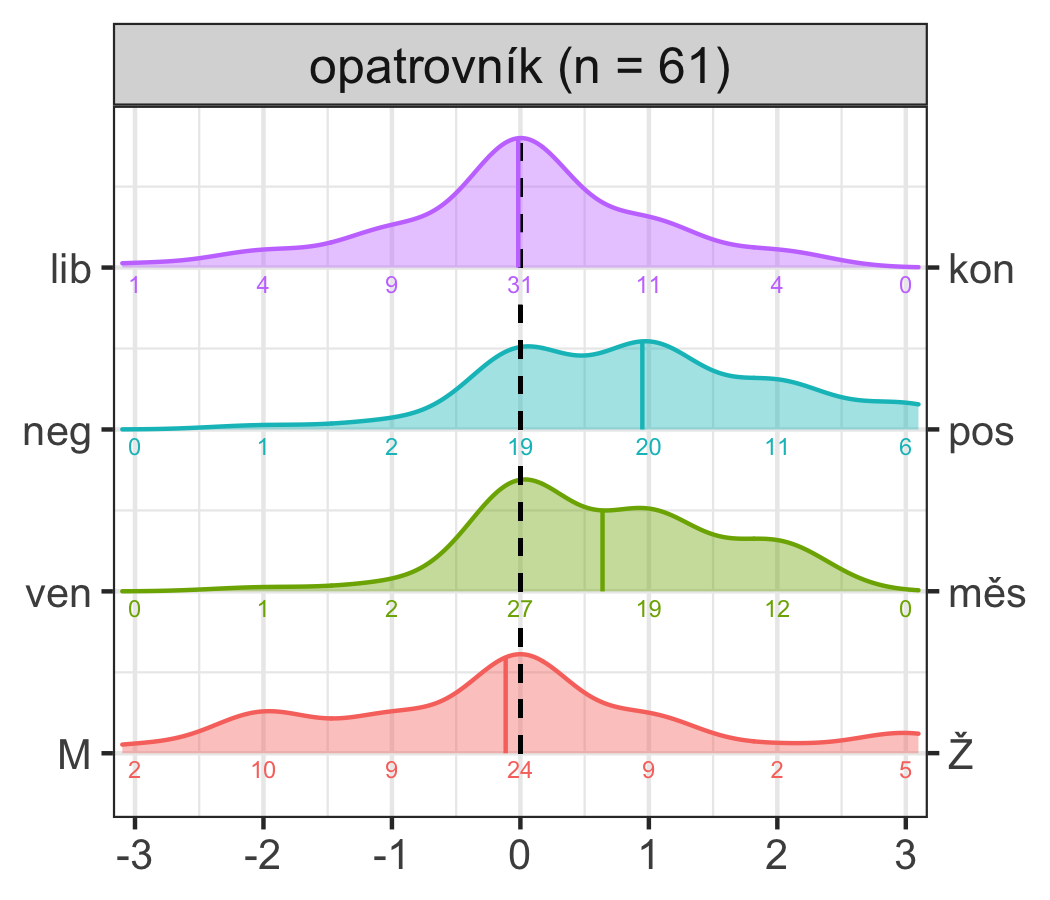 opatrovník (n = 61)
lib kon
1 4 9 31 11 4 0
neg pos
0 1 2 19 20 11 6
ven měs
0 1 2 27 19 12 0
M Ž
2 10 9 24 9 2 5
-3 -2 -1 0 1 2 3